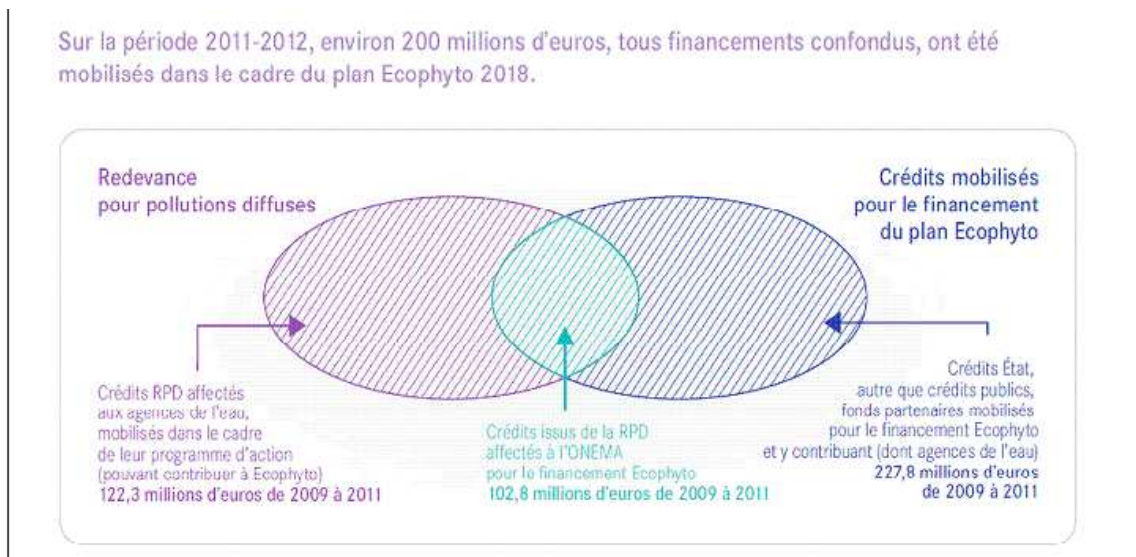 Sur la période 2011-2012, environ 200 millions d'euros, tous financements confondus, ont été
mobilisés dans le cadre du plan Ecophyto 2018.
Redevance
pour pollutions diffuses
Crédits mobilisés
pour le financement
du plan Ecophyto
Crédits RPD affectés
aux agences de l'eau,
mobilisés dans le cadre
de leur programme d'action
(pouvant contribuer à Ecophyto)
122,3 millions d'euros de 2009 à 2011
Crédits issus de la RPD
affectés à l'ONEMA
pour le financement Ecophyto
102,8 millions d'euros de 2009 à 2011
Crédits État,
autre que crédits publics,
fonds partenaires mobilisés
pour le financement Ecophyto
et y contribuant (dont agences de l'eau)
227,8 millions d'euros
de 2009 à 2011